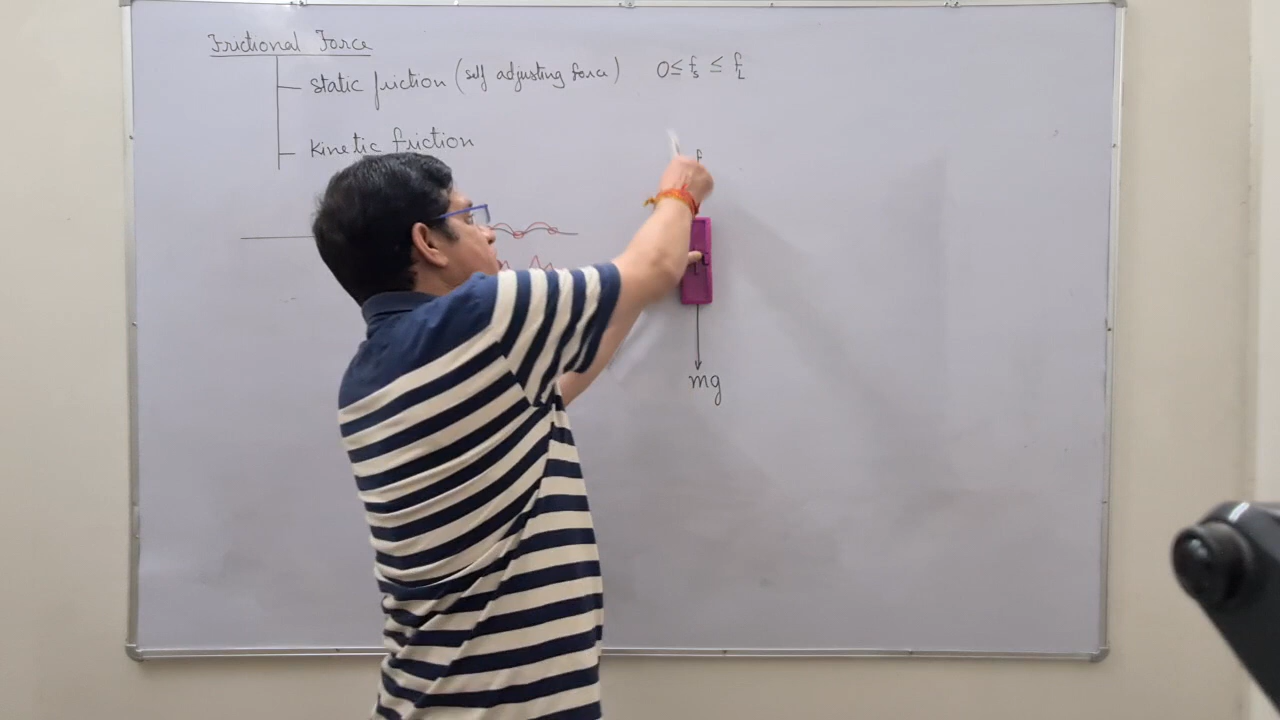 Frictional Force
static friction (self adjusting force) 0 ≤ fs ≤ fL
kinetic friction
f
mg